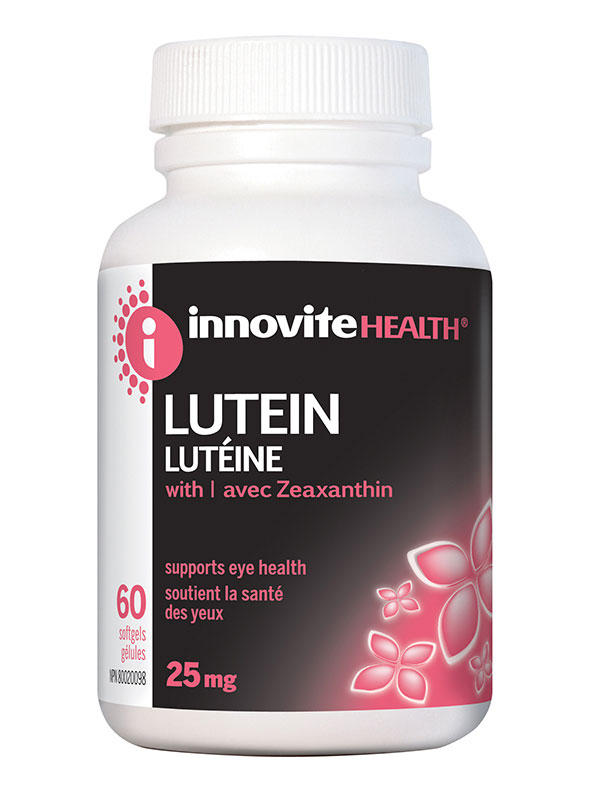 i innoviteHEALTH®
LUTEIN
LUTÉINE
with | avec Zeaxanthin
supports eye health
soutient la santé
des yeux
60
softgels
gélules
NPN 80020098
25 mg